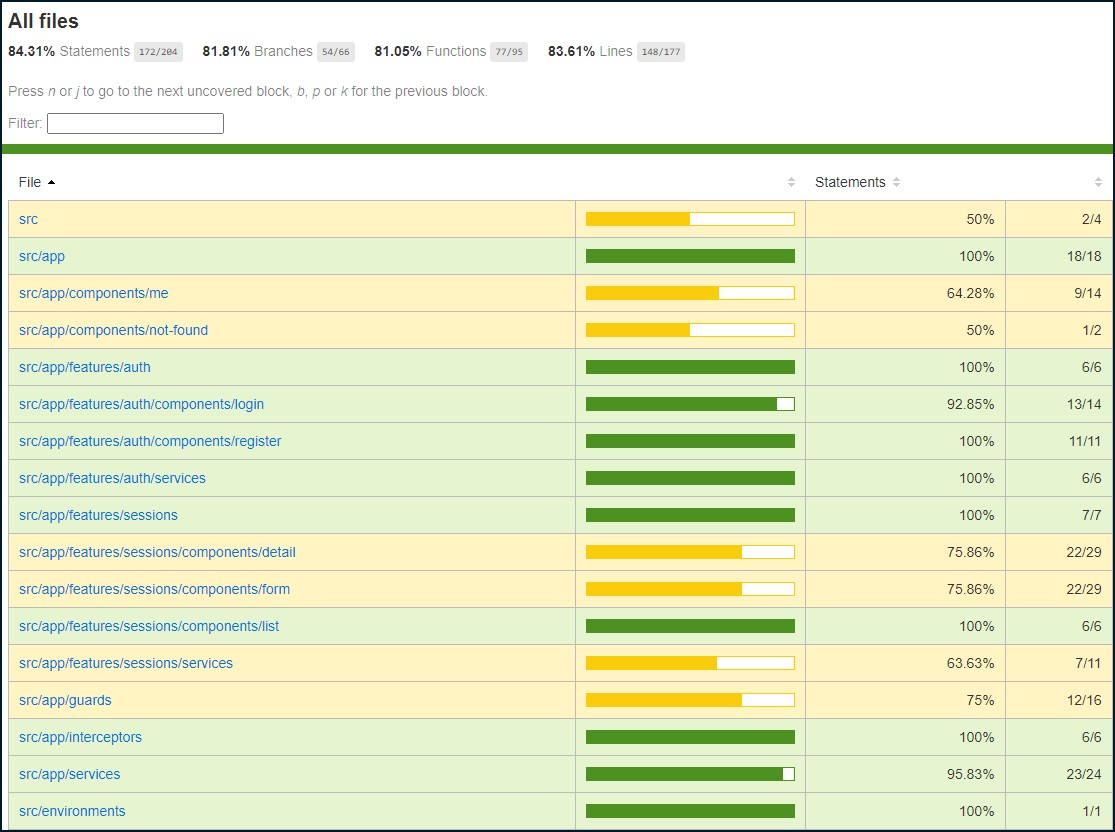 All files
84.31% Statements 172/204 81.81% Branches 54/66 81.05% Functions 77/95 83.61% Lines 148/177
Press n or j to go to the next uncovered block, b, p or k for the previous block.
Filter:
File Statements
src 50% 2/4
src/app 100% 18/18
src/app/components/me 64.28% 9/14
src/app/components/not-found 50% 1/2
src/app/features/auth 100% 6/6
src/app/features/auth/components/login 92.85% 13/14
src/app/features/auth/components/register 100% 11/11
src/app/features/auth/services 100% 6/6
src/app/features/sessions 100% 7/7
src/app/features/sessions/components/detail 75.86% 22/29
src/app/features/sessions/components/form 75.86% 22/29
src/app/features/sessions/components/list 100% 6/6
src/app/features/sessions/services 63.63% 7/11
src/app/guards 75% 12/16
src/app/interceptors 100% 6/6
src/app/services 95.83% 23/24
src/environments 100% 1/1